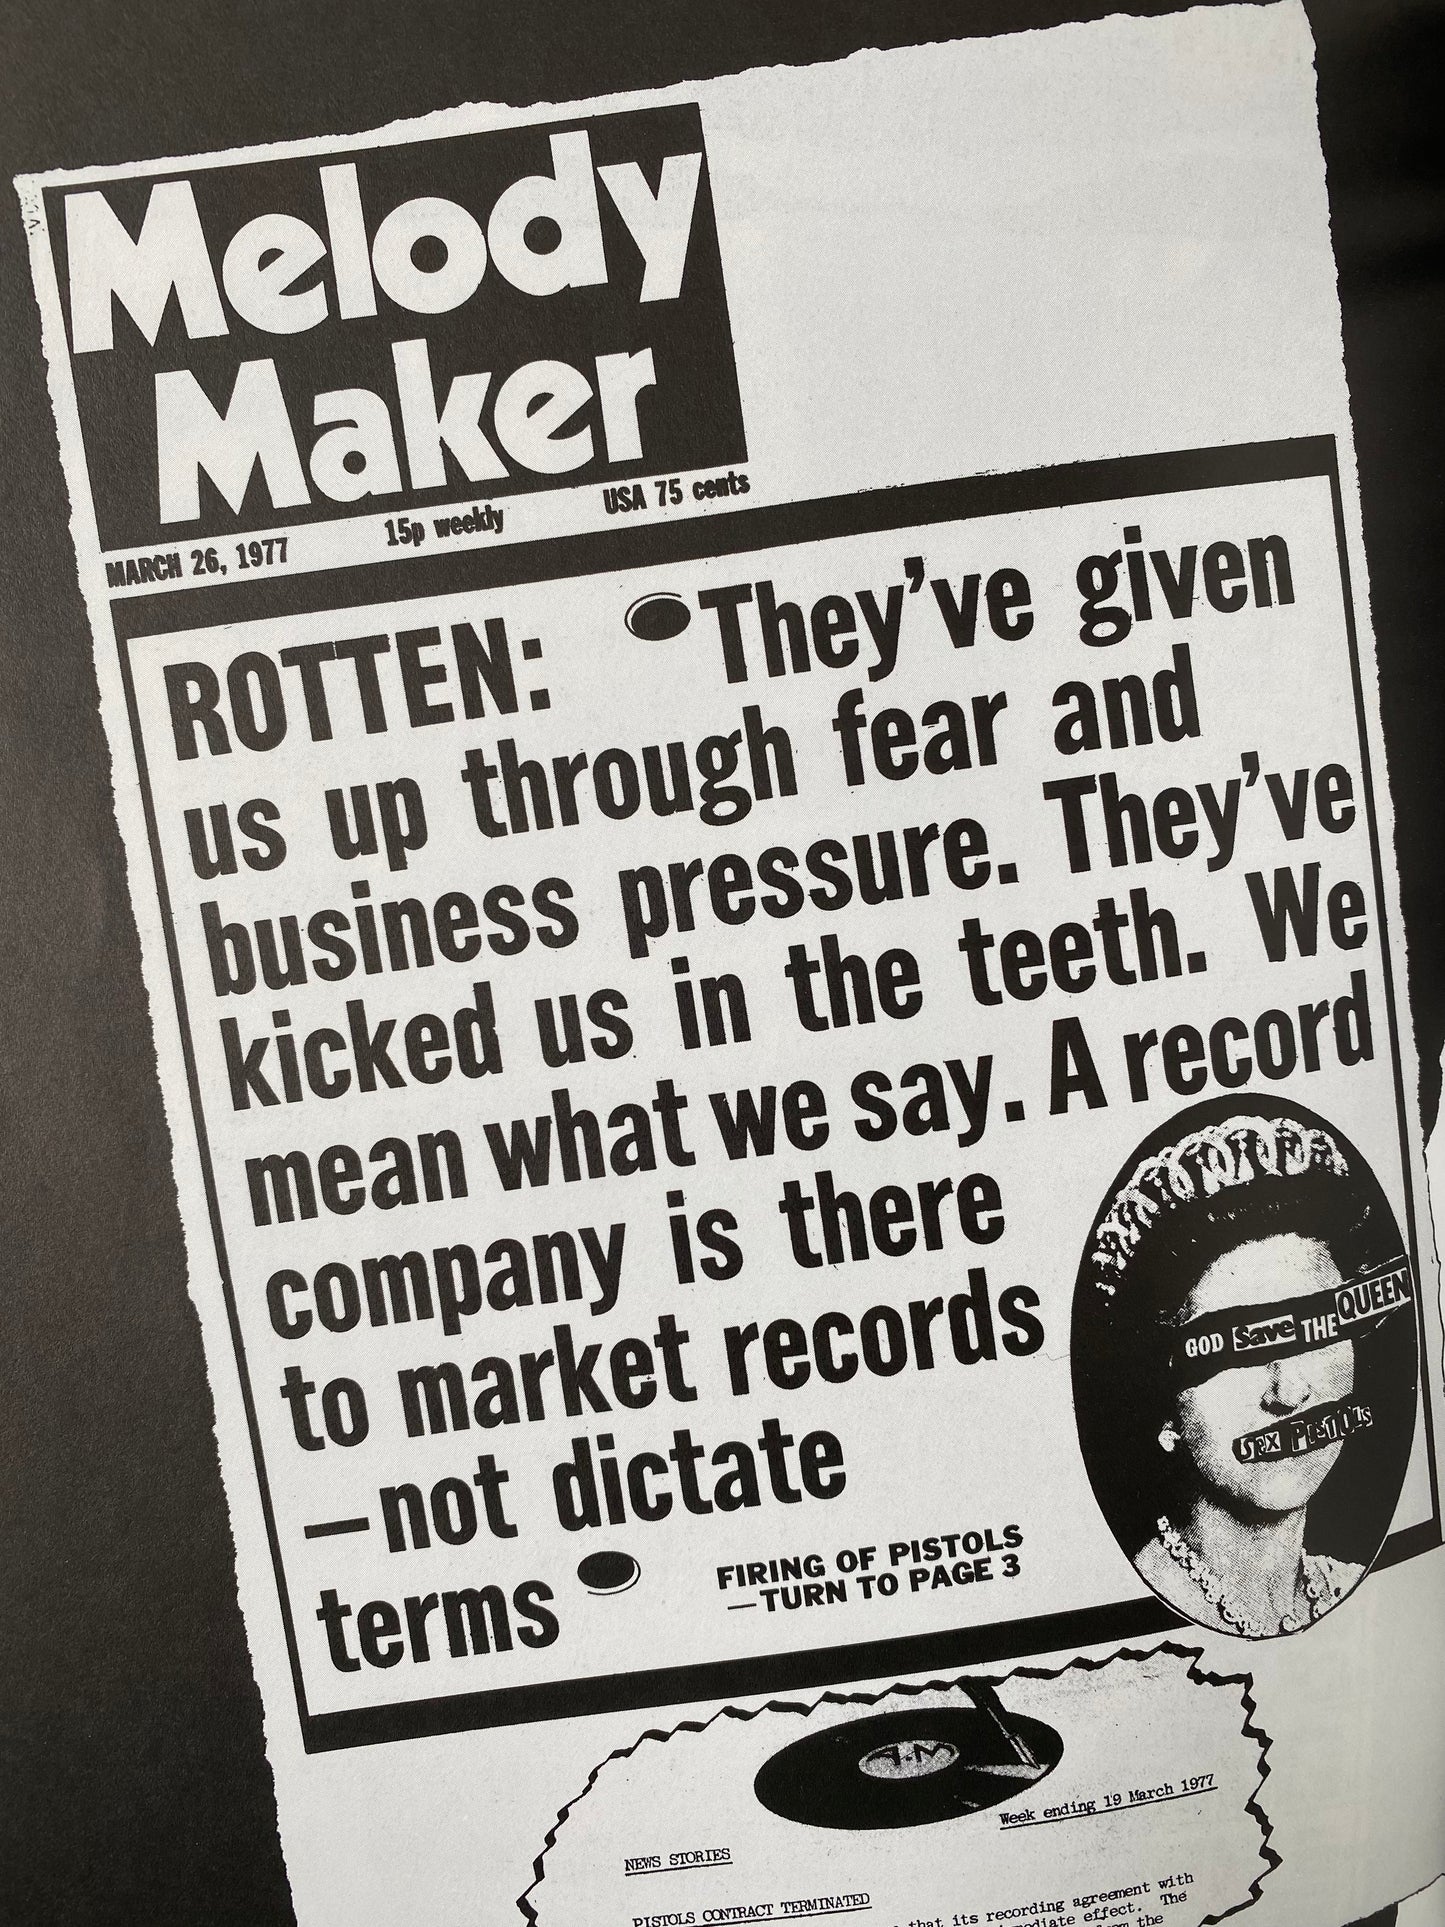 Melody
Maker
MARCH 26, 1977 15p weekly USA 75 cents
ROTTEN: They've given
us up through fear and
business pressure. They've
kicked us in the teeth. We
mean what we say. A record
company is there
to market records
—not dictate
terms
FIRING OF PISTOLS
—TURN TO PAGE 3
GOD Save THE QUEEN
SEX PISTOLS
A&M
Week ending 19 March 1977
NEWS STORIES
PISTOLS CONTRACT TERMINATED
that its recording agreement with
effect. The
the